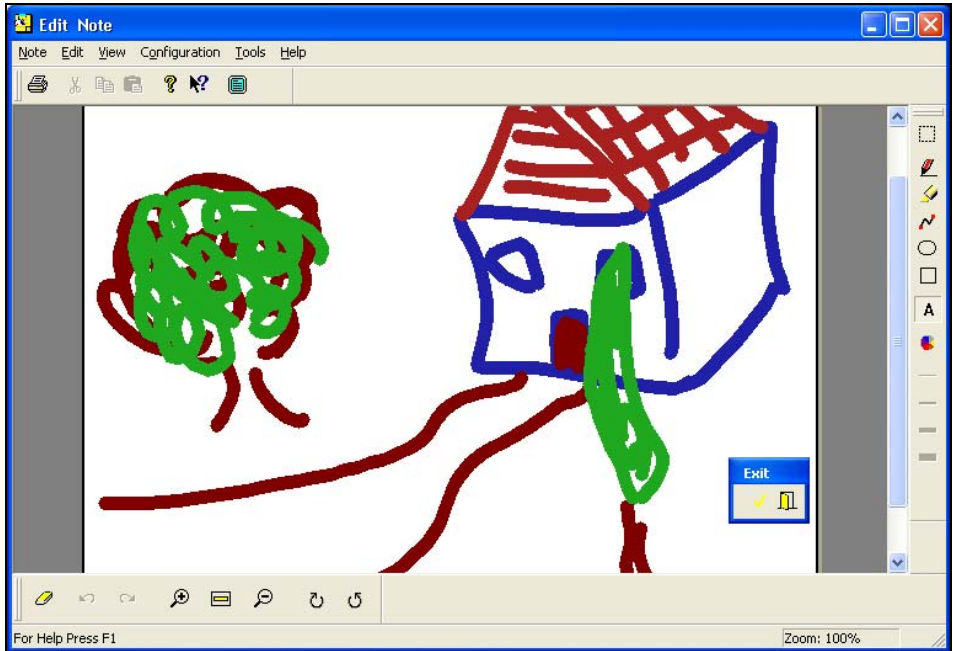 Edit Note
Note Edit View Configuration Tools Help
A
Exit
For Help Press F1
Zoom: 100%